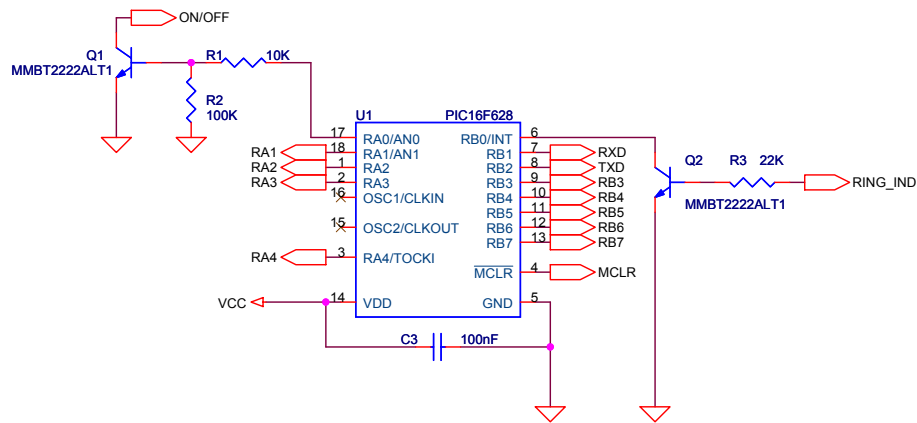 ON/OFF
Q1
R1
10K
MMBT2222ALT1
R2
100K
U1
PIC16F628
17
RA0/AN0
RB0/INT
6
RA1
18
RA1/AN1
RB1
7
RXD
RA2
1
RA2
RB2
8
TXD
Q2
R3
22K
RA3
2
RA3
RB3
9
RB3
RING_IND
16
OSC1/CLKIN
RB4
10
RB4
MMBT2222ALT1
RB5
11
RB5
15
OSC2/CLKOUT
RB6
12
RB6
RB7
13
RB7
RA4
3
RA4/TOCKI
MCLR
4
MCLR
VCC
14
VDD
GND
5
C3
100nF